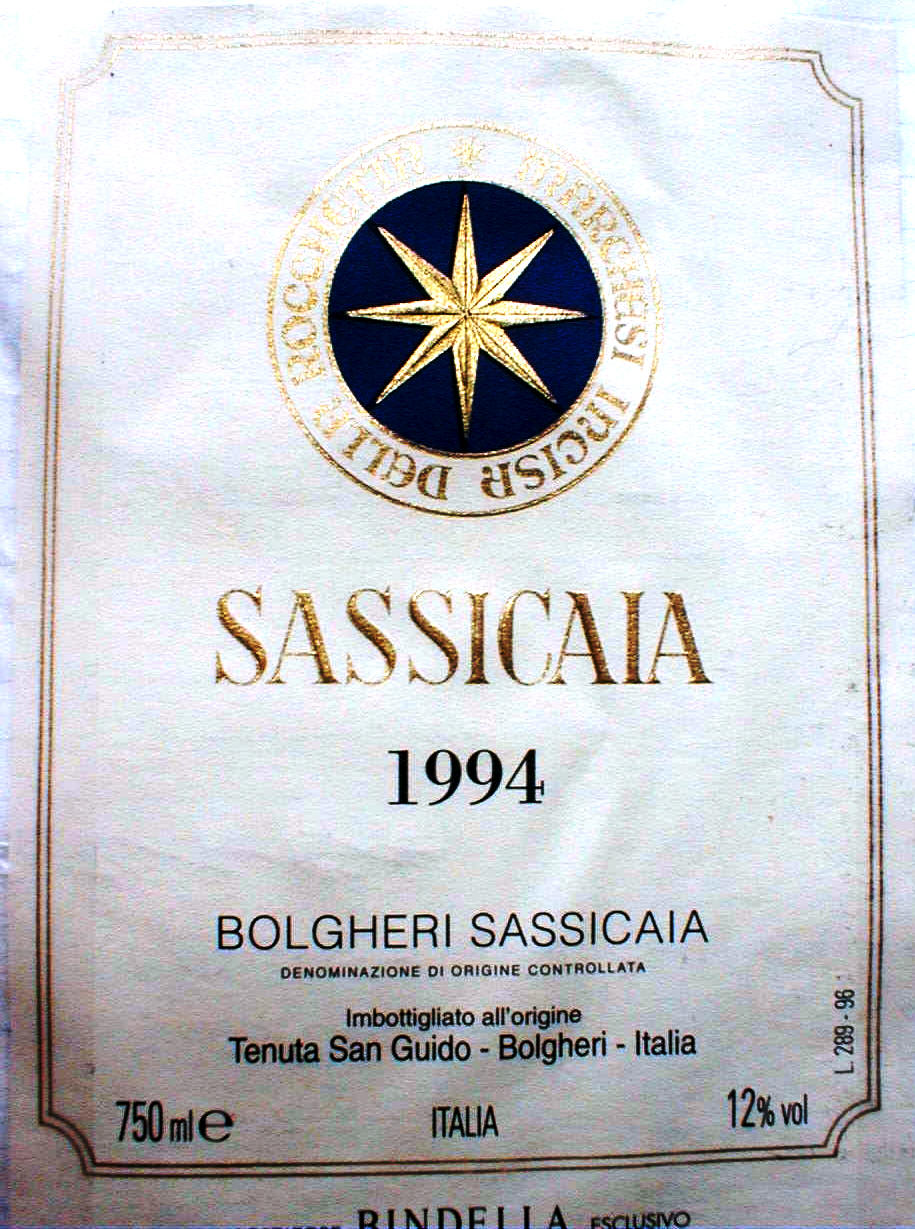 MARCHESI INCISA DELLA ROCCHETTA
SASSICAIA
1994
BOLGHERI SASSICAIA
DENOMINAZIONE DI ORIGINE CONTROLLATA
Imbottigliato all'origine
Tenuta San Guido - Bolgheri - Italia
L. 289 - 96
750 ml e
ITALIA
12% vol
BINDELLA ESCLUSIVO